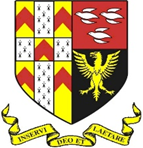 INSERVI DEO ET LAETARE